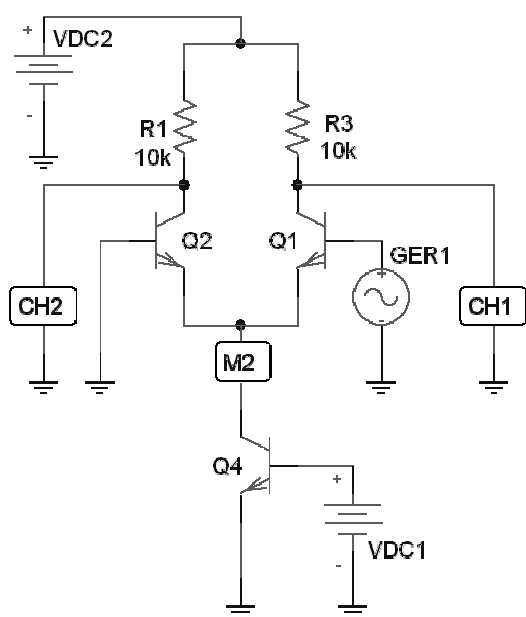 +
VDC2
-
R1
10k
R3
10k
Q2
Q1
GER1
+
-
CH2
CH1
M2
Q4
+
VDC1
-